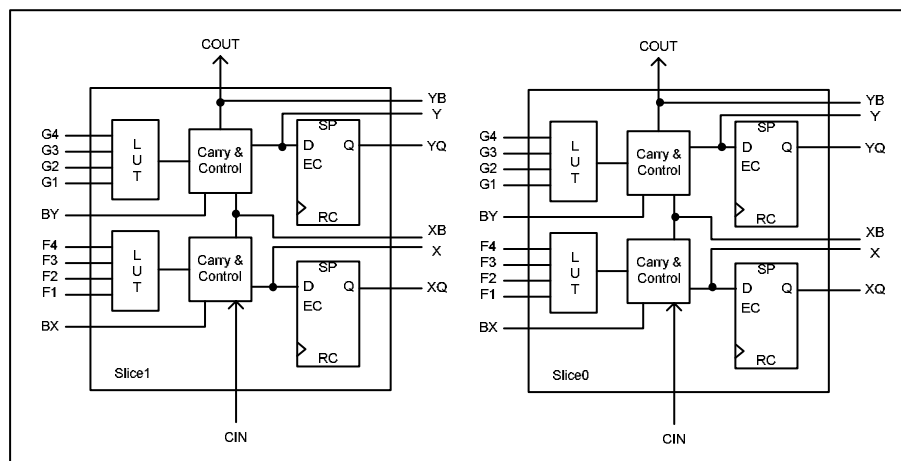 COUT
YB
Y
SP
G4
G3
G2
G1
L
U
T
Carry &
Control
D
Q
EC
YQ
RC
BY
XB
X
F4
F3
F2
F1
L
U
T
Carry &
Control
SP
D
Q
EC
XQ
BX
RC
Slice1
CIN
COUT
YB
Y
SP
G4
G3
G2
G1
L
U
T
Carry &
Control
D
Q
EC
YQ
RC
BY
XB
X
F4
F3
F2
F1
L
U
T
Carry &
Control
SP
D
Q
EC
XQ
BX
RC
Slice0
CIN